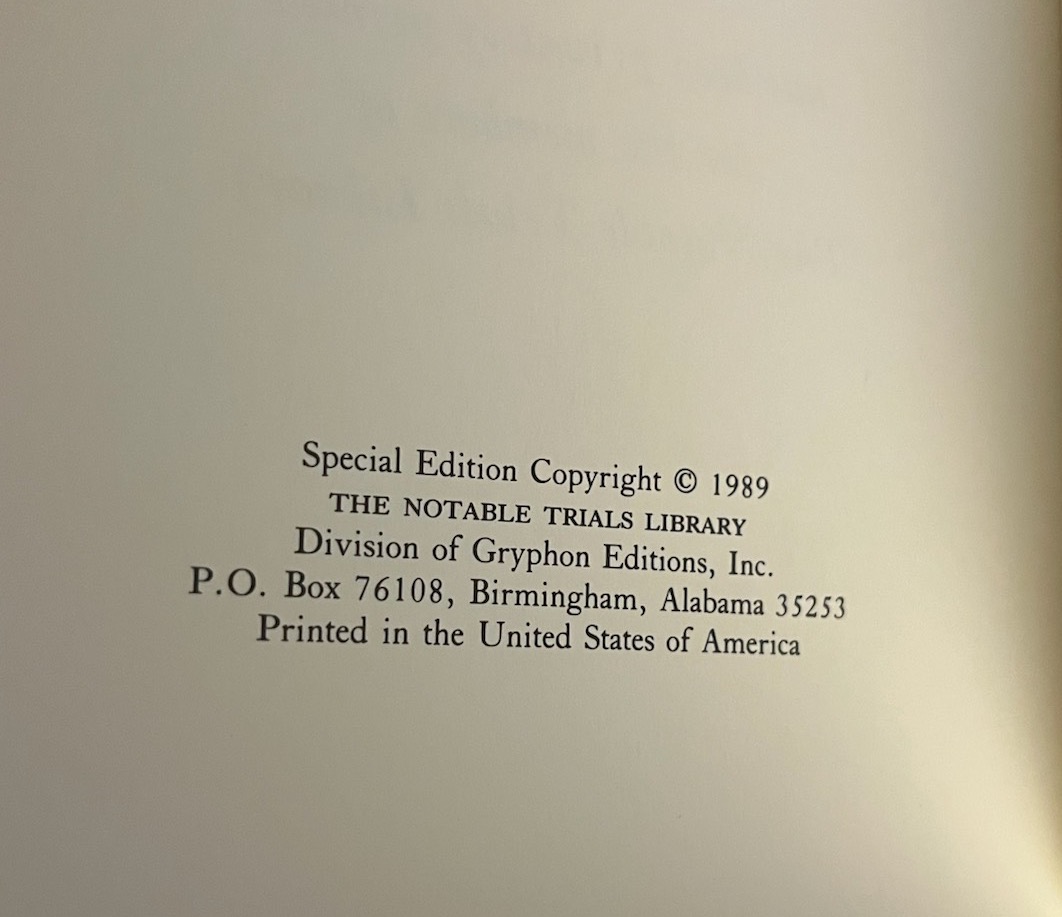 Special Edition Copyright © 1989
THE NOTABLE TRIALS LIBRARY
Division of Gryphon Editions, Inc.
P.O. Box 76108, Birmingham, Alabama 35253
Printed in the United States of America